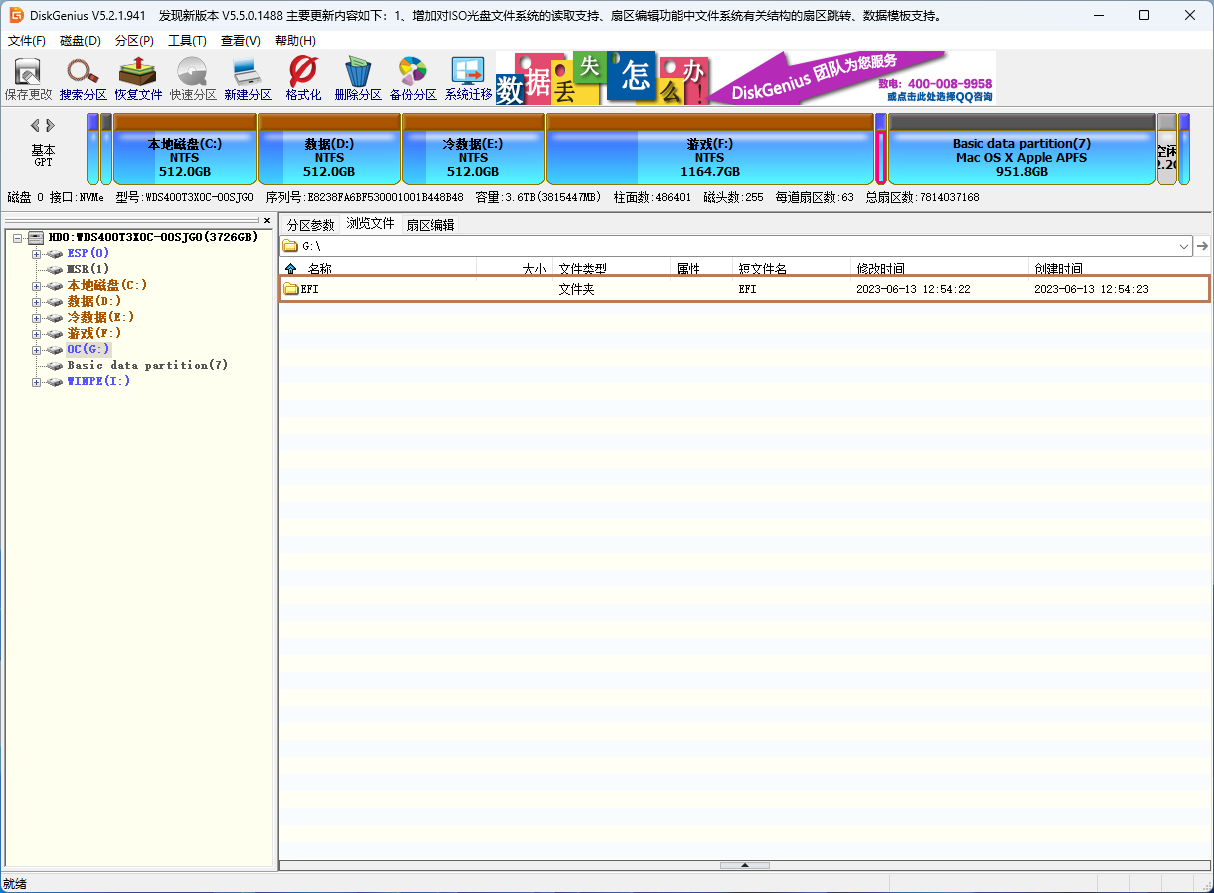 DiskGenius V5.2.1.941 发现新版本 V5.5.0.1488 主要更新内容如下：1、增加对ISO光盘文件系统的读取支持、扇区编辑功能中文件系统有关结构的扇区跳转、数据模板支持。
文件(F) 磁盘(D) 分区(P) 工具(T) 查看(V) 帮助(H)
保存更改 搜索分区 恢复文件 快速分区 新建分区 格式化 删除分区 备份分区 系统迁移
数据丢失怎么办!
DiskGenius 团队为您服务
致电：400-008-9958
或点击此处选择QQ咨询
基本
GPT
本地磁盘(C:)
NTFS
512.0GB
数据(D:)
NTFS
512.0GB
冷数据(E:)
NTFS
512.0GB
游戏(F:)
NTFS
1164.7GB
Basic data partition(7)
Mac OS X Apple APFS
951.8GB
空闲
磁盘 0 接口:NVMe 型号:WDS400T3X0C-00SJG0 序列号:E8238FA6BF530001001B448B48 容量:3.6TB(3815447MB) 柱面数:486401 磁头数:255 每道扇区数:63 总扇区数:7814037168
HD0:WDS400T3X0C-00SJG0(3726GB)
ESP(0)
MSR(1)
本地磁盘(C:)
数据(D:)
冷数据(E:)
游戏(F:)
OC(G:)
Basic data partition(7)
WINPE(I:)
分区参数 浏览文件 扇区编辑
G:\
名称 大小 文件类型 属性 短文件名 修改时间 创建时间
EFI 文件夹 EFI 2023-06-13 12:54:22 2023-06-13 12:54:23
就绪